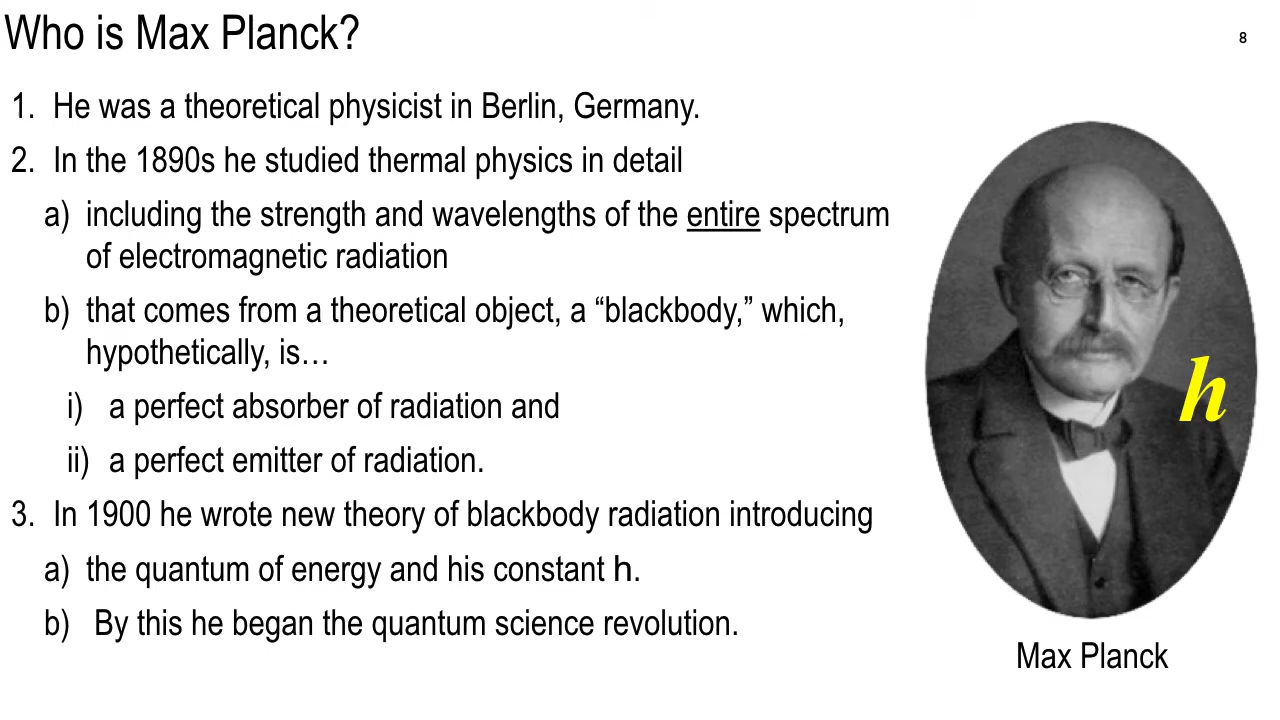 Who is Max Planck?
8
1. He was a theoretical physicist in Berlin, Germany.
2. In the 1890s he studied thermal physics in detail
a) including the strength and wavelengths of the entire spectrum
of electromagnetic radiation
b) that comes from a theoretical object, a “blackbody,” which,
hypothetically, is…
i) a perfect absorber of radiation and
ii) a perfect emitter of radiation.
3. In 1900 he wrote new theory of blackbody radiation introducing
a) the quantum of energy and his constant h.
b) By this he began the quantum science revolution.
h
Max Planck